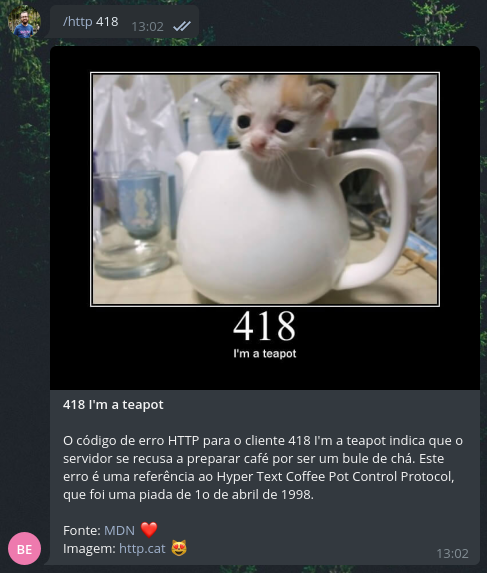 /http 418 13:02
418
I'm a teapot
418 I'm a teapot
O código de erro HTTP para o cliente 418 I'm a teapot indica que o
servidor se recusa a preparar café por ser um bule de chá. Este
erro é uma referência ao Hyper Text Coffee Pot Control Protocol,
que foi uma piada de 1o de abril de 1998.
Fonte: MDN ❤️
Imagem: http.cat 😻
BE
13:02